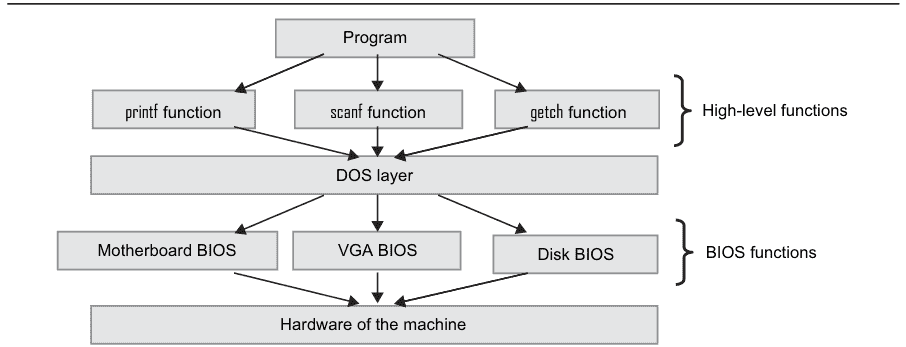 Program
printf function
scanf function
getch function
High-level functions
DOS layer
Motherboard BIOS
VGA BIOS
Disk BIOS
BIOS functions
Hardware of the machine